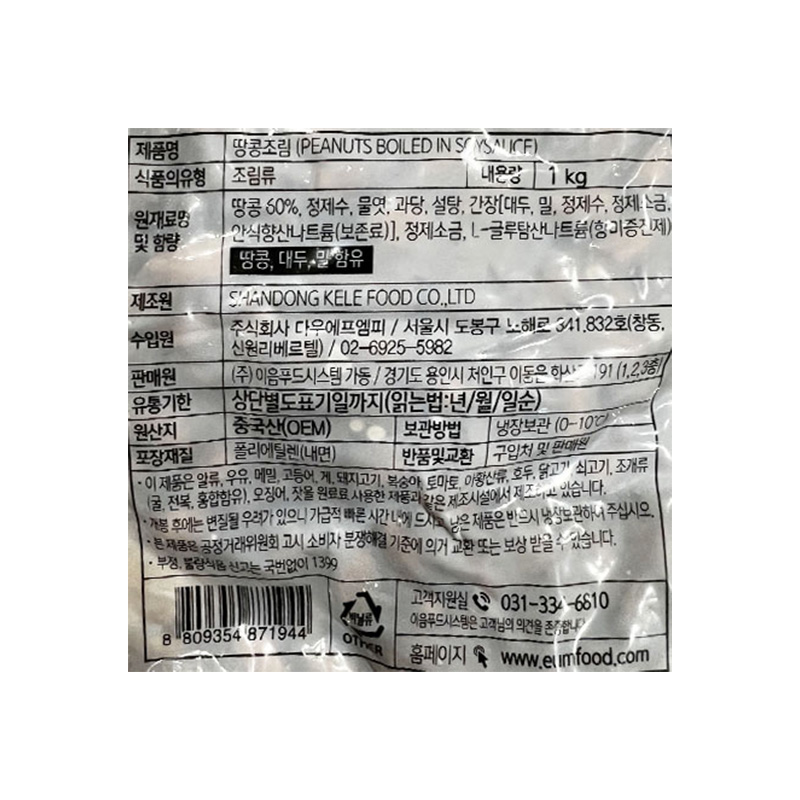 제품명 땅콩조림 (PEANUTS BOILED IN SOYSAUCE)
식품의유형 조림류 내용량 1 kg
원재료명 및 함량 땅콩 60%, 정제수, 물엿, 과당, 설탕, 간장[대두, 밀, 정제수, 정제소금,
안식향산나트륨(보존료)], 정제소금, L-글루탐산나트륨(향미증진제)
땅콩, 대두, 밀 함유
제조원 SHANDONG KELE FOOD CO.,LTD
수입원 주식회사 다우에프엠피 / 서울시 도봉구 노해로 341,832호(창동,
신원리베르텔) / 02-6925-5982
판매원 (주) 이음푸드시스템 가동 / 경기도 용인시 처인구 이동읍 화산로 191 (1,2,3층)
유통기한 상단별도표기일까지(읽는법:년/월/일순)
원산지 중국산(OEM) 보관방법 냉장보관 (0-10℃)
포장재질 폴리에틸렌(내면) 반품및교환 구입처 및 판매원
· 이 제품은 알류, 우유, 메밀, 고등어, 게, 돼지고기, 복숭아, 토마토, 아황산류, 호두, 닭고기, 쇠고기, 조개류
(굴, 전복, 홍합함유), 오징어, 잣을 원료로 사용한 제품과 같은 제조시설에서 제조하고 있습니다.
· 개봉 후에는 변질될 우려가 있으니 가급적 빠른 시간 내에 드시고 남은 제품은 반드시 냉장보관하여 주십시오.
· 본 제품은 공정거래위원회 고시 소비자 분쟁해결 기준에 의거 교환 또는 보상 받을 수 있습니다.
· 부정, 불량식품 신고는 국번없이 1399
8 809354 871944
비닐류
OTHER
고객지원실 031-334-6810
이음푸드시스템은 고객님의 의견을 존중합니다
홈페이지 www.eumfood.com